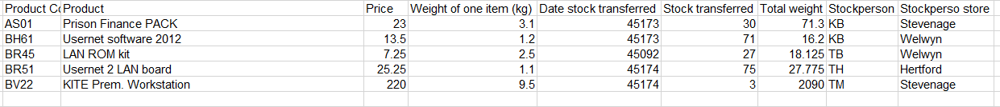 Product Co Product Price Weight of one item (kg) Date stock transferred Stock transferred Total weight Stockperson Stockperso store
AS01 Prison Finance PACK 23 3.1 45173 30 71.3 KB Stevenage
BH61 Usernet software 2012 13.5 1.2 45173 71 16.2 KB Welwyn
BR45 LAN ROM kit 7.25 2.5 45092 27 18.125 TB Welwyn
BR51 Usernet 2 LAN board 25.25 1.1 45174 75 27.775 TH Hertford
BV22 KITE Prem. Workstation 220 9.5 45174 3 2090 TM Stevenage